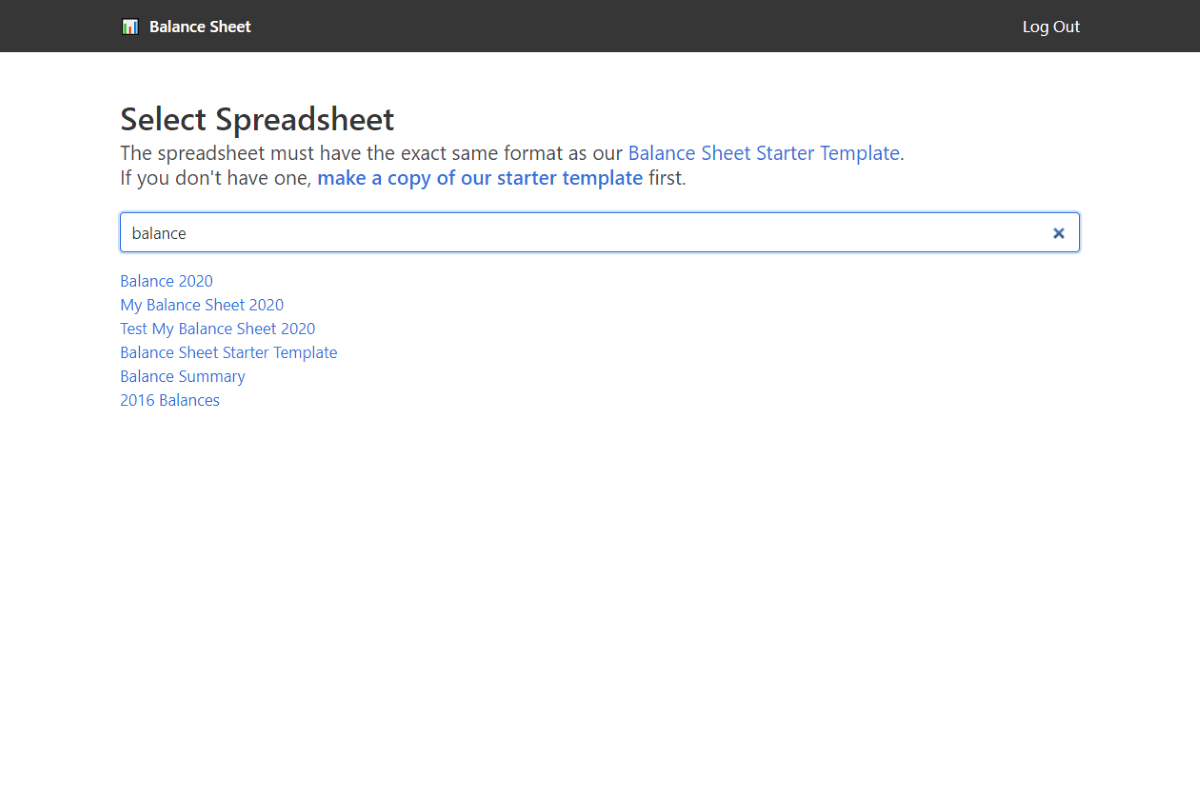 Balance Sheet
Log Out
Select Spreadsheet
The spreadsheet must have the exact same format as our Balance Sheet Starter Template.
If you don't have one, make a copy of our starter template first.
balance
Balance 2020
My Balance Sheet 2020
Test My Balance Sheet 2020
Balance Sheet Starter Template
Balance Summary
2016 Balances